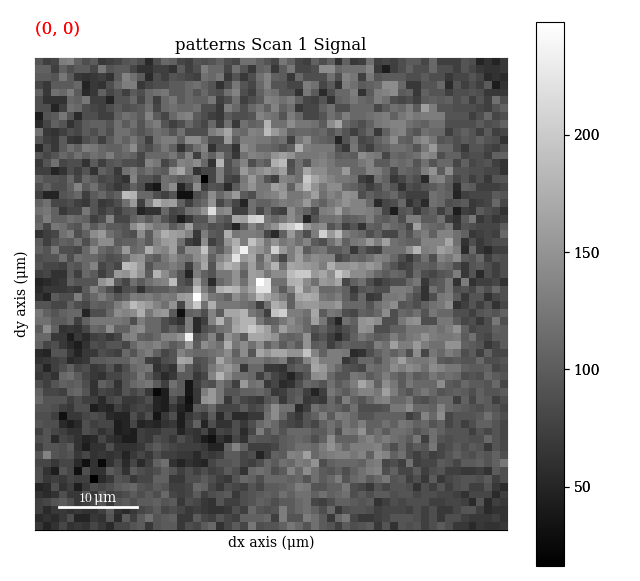 (0, 0)
patterns Scan 1 Signal
200
150
100
50
dy axis (μm)
10 μm
dx axis (μm)